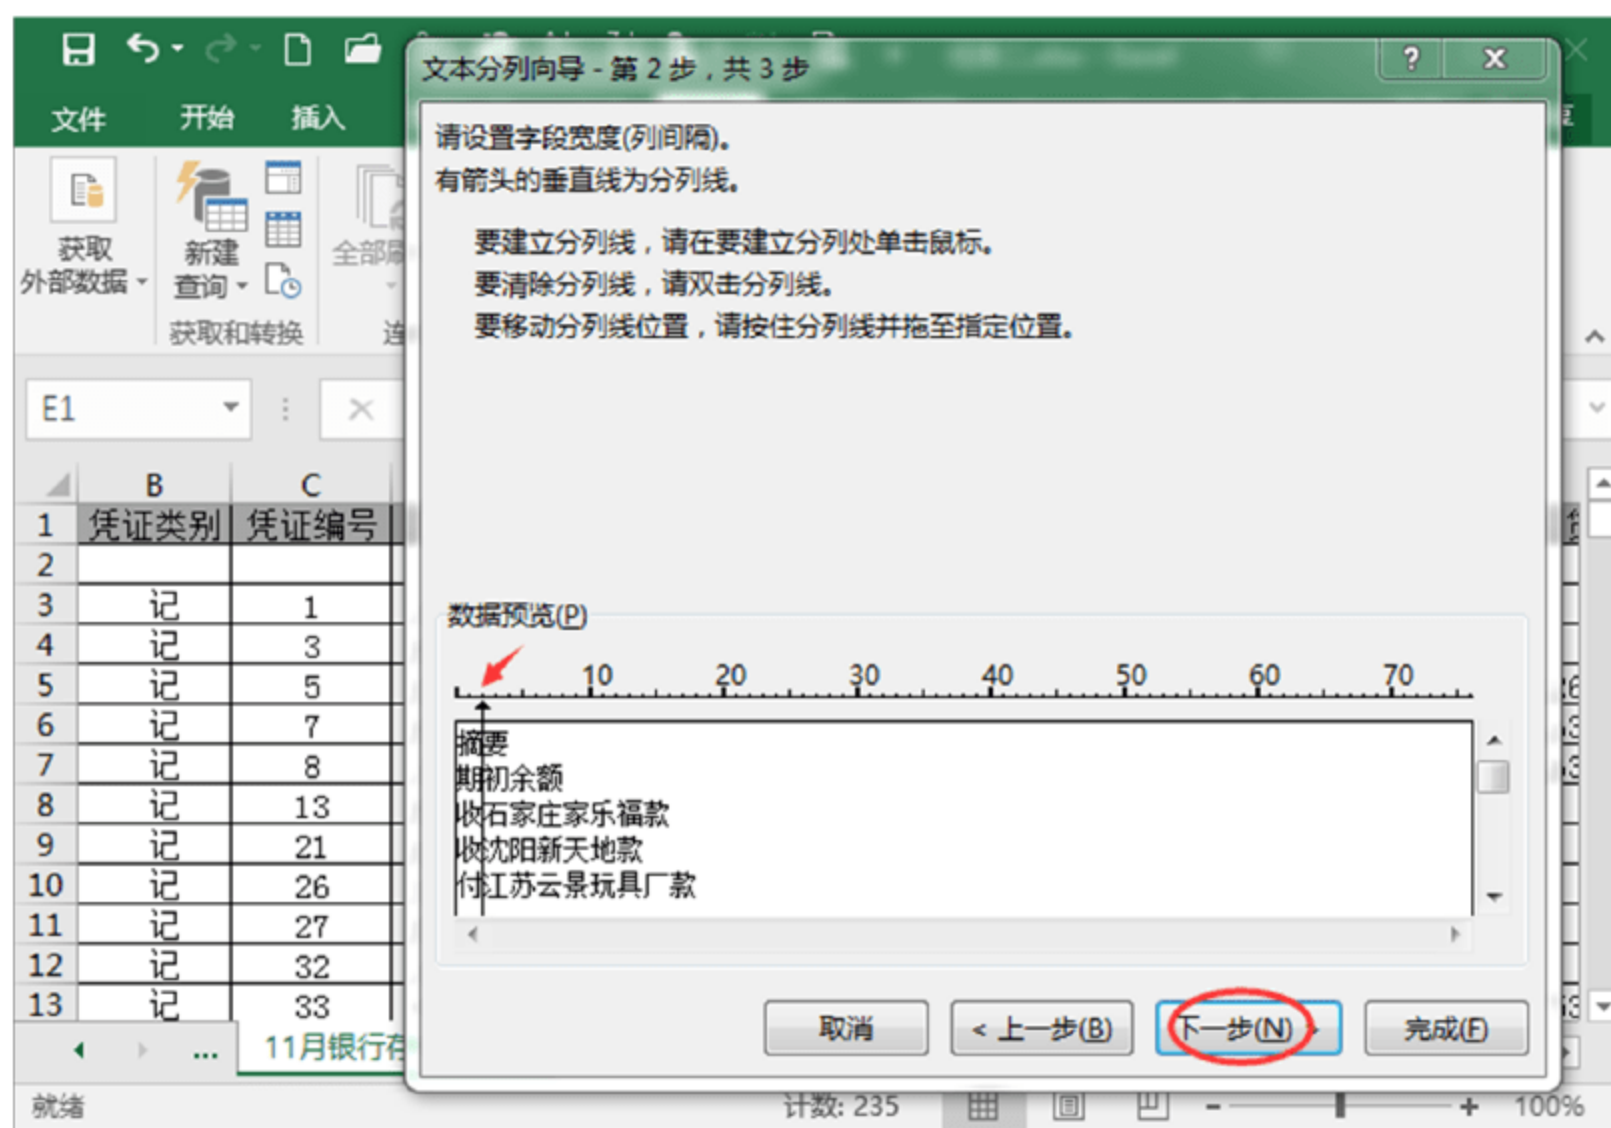 文本分列向导 - 第 2 步，共 3 步
?
文件 开始 插入
请设置字段宽度(列间隔)。
有箭头的垂直线为分列线。
要建立分列线，请在要建立分列处单击鼠标。
要清除分列线，请双击分列线。
要移动分列线位置，请按住分列线并拖至指定位置。
获取
外部数据
新建
查询
全部刷
获取和转换
连
E1
B C
1 凭证类别 凭证编号
2
3 记 1
4 记 3
5 记 5
6 记 7
7 记 8
8 记 13
9 记 21
10 记 26
11 记 27
12 记 32
13 记 33
数据预览(P)
10 20 30 40 50 60 70
摘要
期初余额
收石家庄家乐福款
收沈阳新天地款
付江苏云景玩具厂款
取消 < 上一步(B) 下一步(N) > 完成(F)
... 11月银行存
就绪 计数: 235 100%